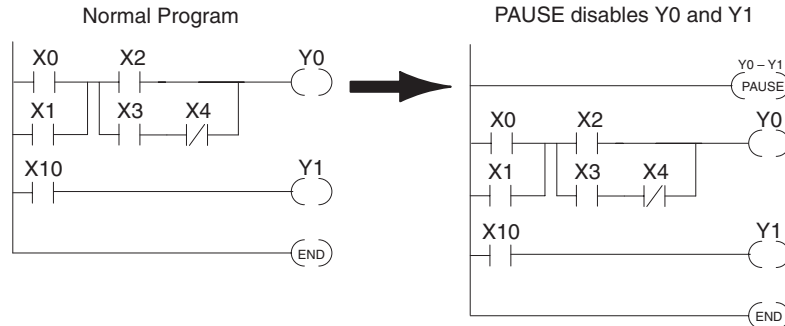 Normal Program
X0 X2 Y0
X1 X3 X4
X10 Y1
END
PAUSE disables Y0 and Y1
Y0 – Y1
PAUSE
X0 X2 Y0
X1 X3 X4
X10 Y1
END